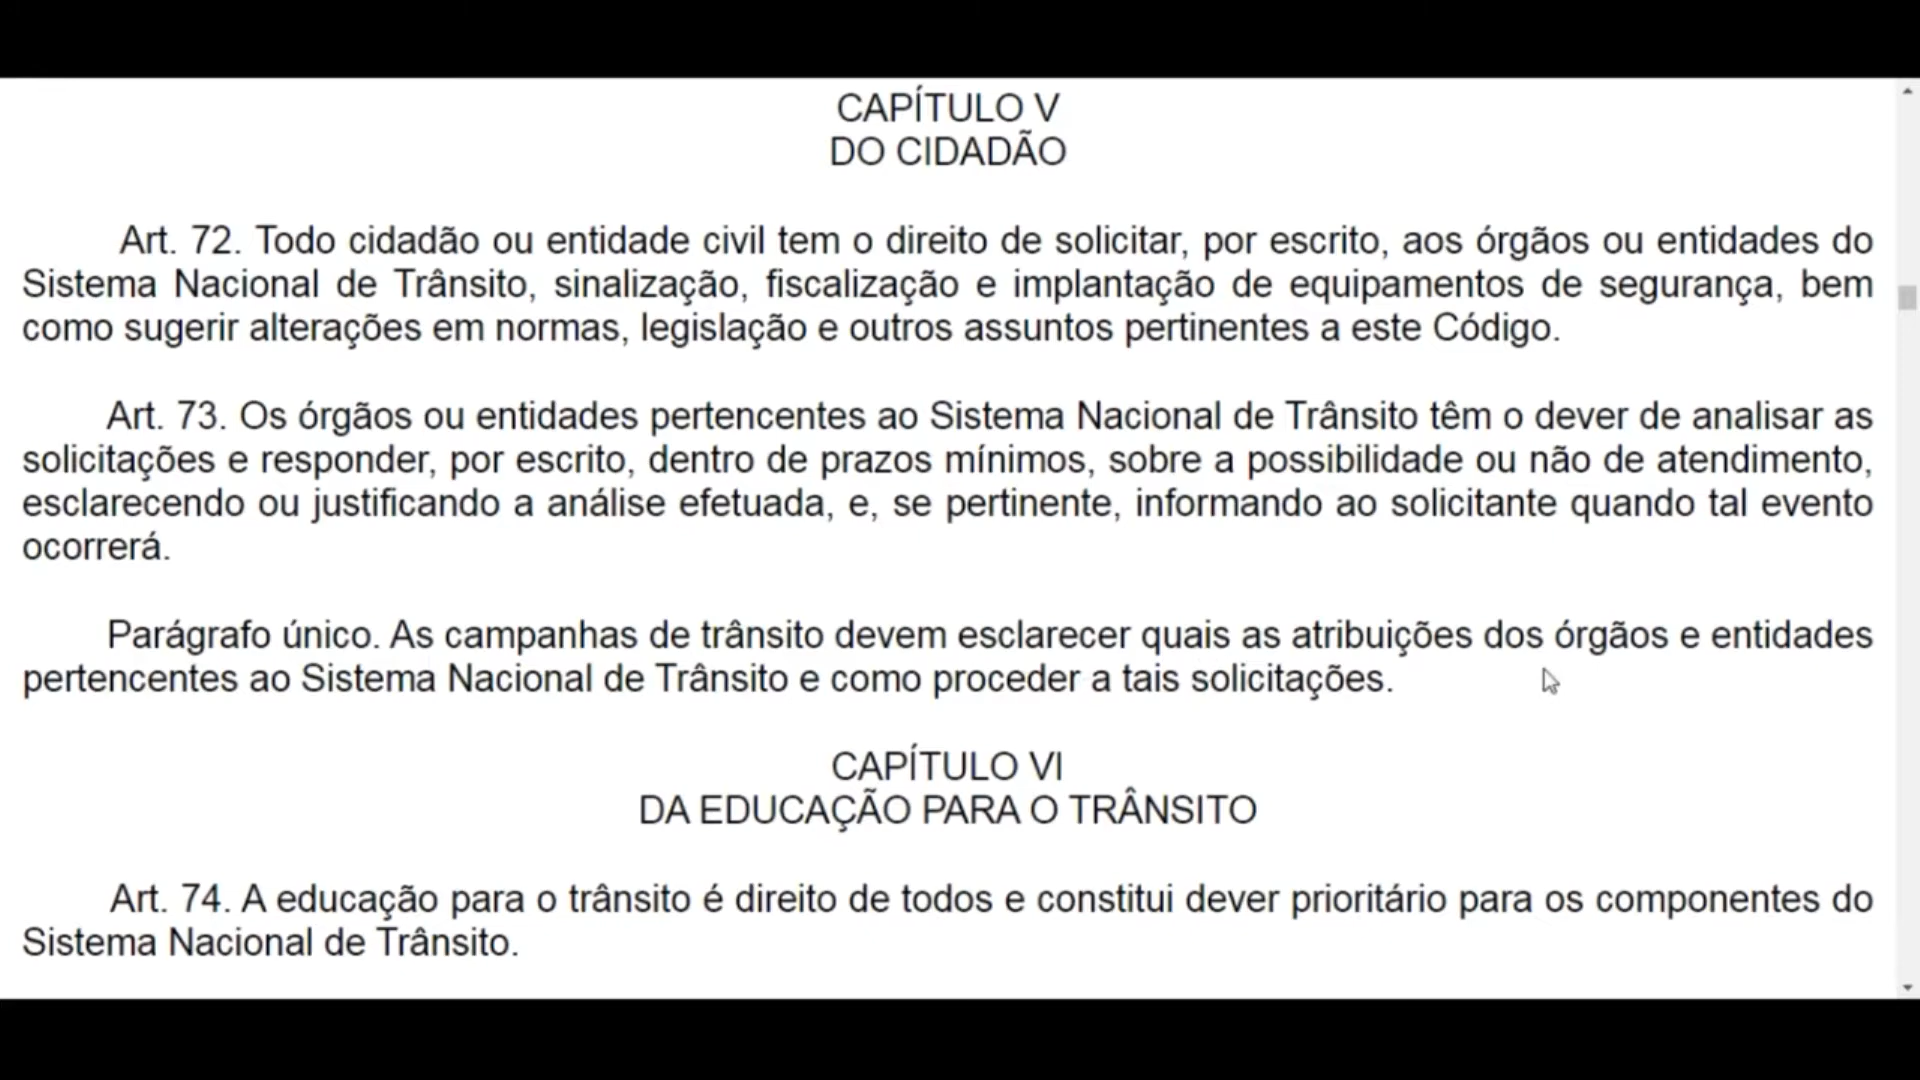 CAPÍTULO V
DO CIDADÃO
Art. 72. Todo cidadão ou entidade civil tem o direito de solicitar, por escrito, aos órgãos ou entidades do
Sistema Nacional de Trânsito, sinalização, fiscalização e implantação de equipamentos de segurança, bem
como sugerir alterações em normas, legislação e outros assuntos pertinentes a este Código.
Art. 73. Os órgãos ou entidades pertencentes ao Sistema Nacional de Trânsito têm o dever de analisar as
solicitações e responder, por escrito, dentro de prazos mínimos, sobre a possibilidade ou não de atendimento,
esclarecendo ou justificando a análise efetuada, e, se pertinente, informando ao solicitante quando tal evento
ocorrerá.
Parágrafo único. As campanhas de trânsito devem esclarecer quais as atribuições dos órgãos e entidades
pertencentes ao Sistema Nacional de Trânsito e como proceder a tais solicitações.
CAPÍTULO VI
DA EDUCAÇÃO PARA O TRÂNSITO
Art. 74. A educação para o trânsito é direito de todos e constitui dever prioritário para os componentes do
Sistema Nacional de Trânsito.